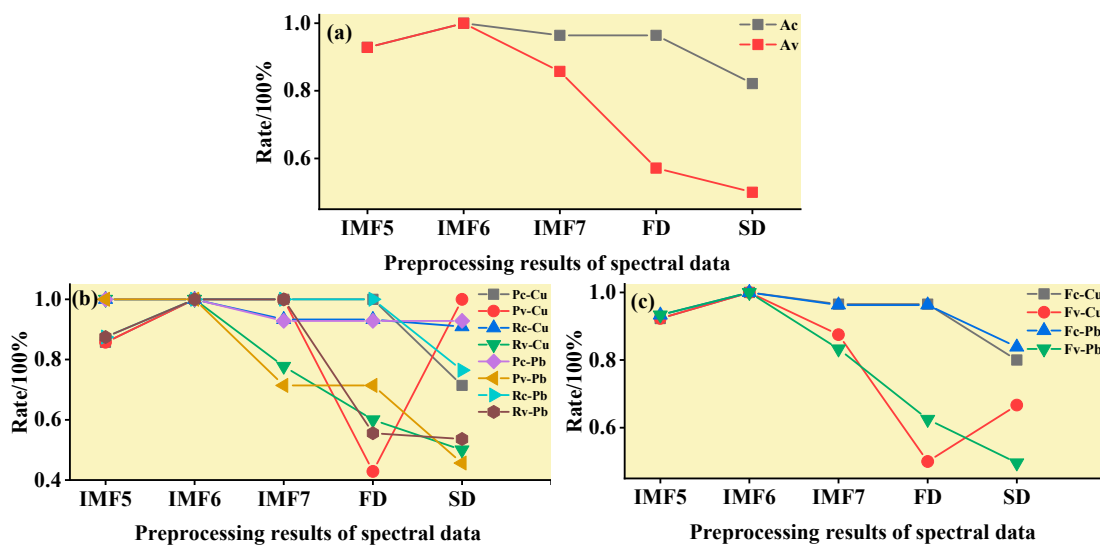 (a)
Ac
Av
Rate/100%
1.0
0.8
0.6
IMF5 IMF6 IMF7 FD SD
Preprocessing results of spectral data
(b)
Pc-Cu
Pv-Cu
Rc-Cu
Rv-Cu
Pc-Pb
Pv-Pb
Rc-Pb
Rv-Pb
Rate/100%
1.0
0.8
0.6
0.4
IMF5 IMF6 IMF7 FD SD
Preprocessing results of spectral data
(c)
Fc-Cu
Fv-Cu
Fc-Pb
Fv-Pb
Rate/100%
1.0
0.8
0.6
IMF5 IMF6 IMF7 FD SD
Preprocessing results of spectral data